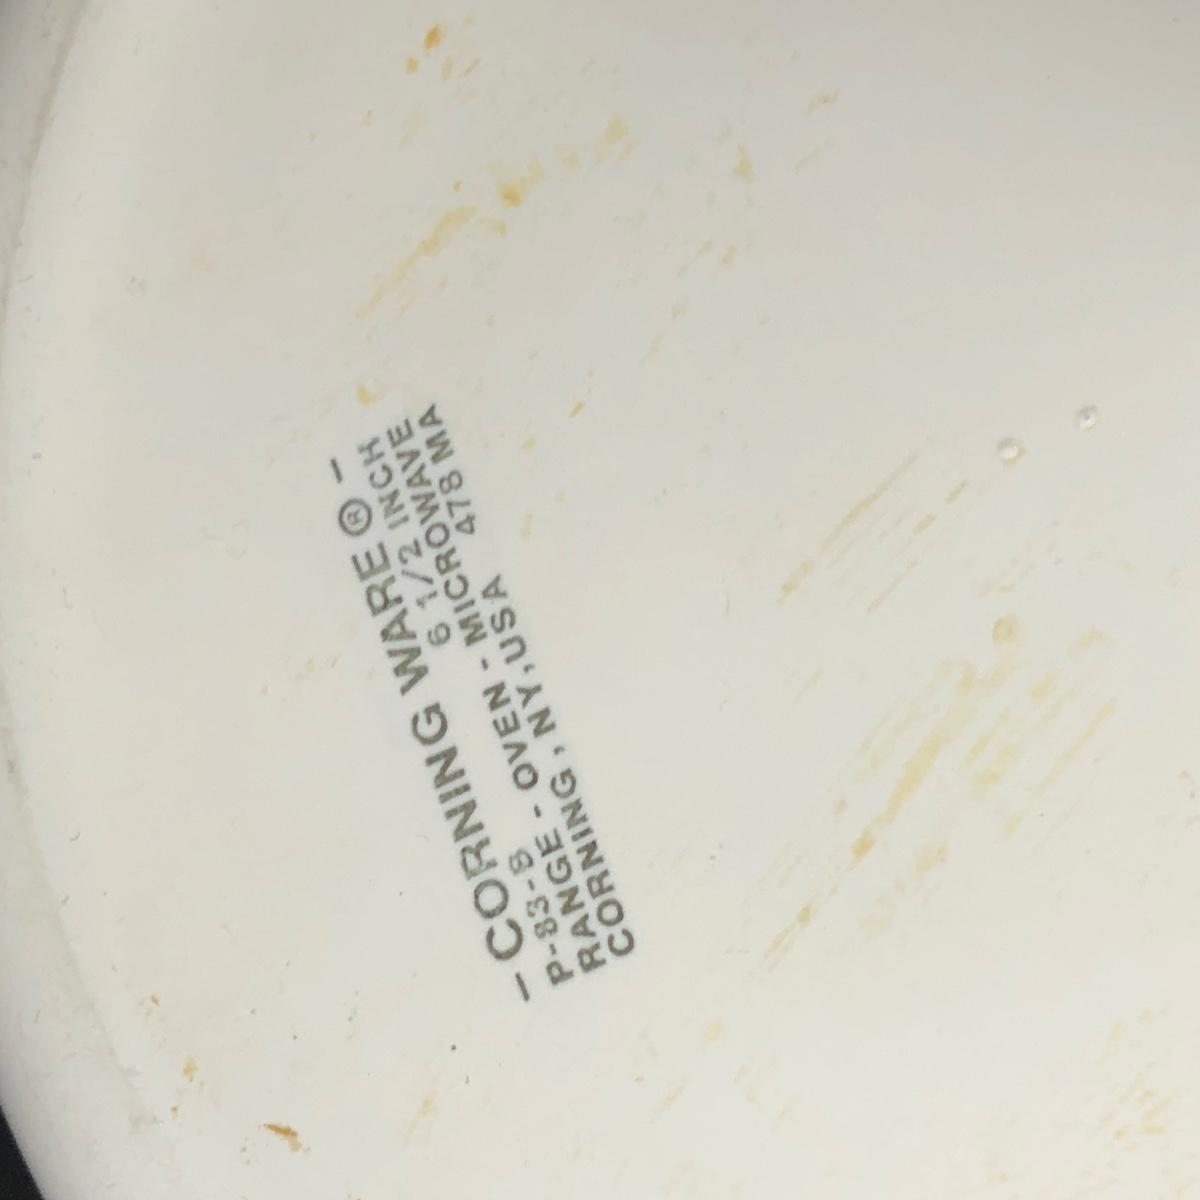 - CORNING WARE ® -
P-83-B 6 1/2 INCH
RANGE - OVEN - MICROWAVE
CORNING, NY, USA 478 MA